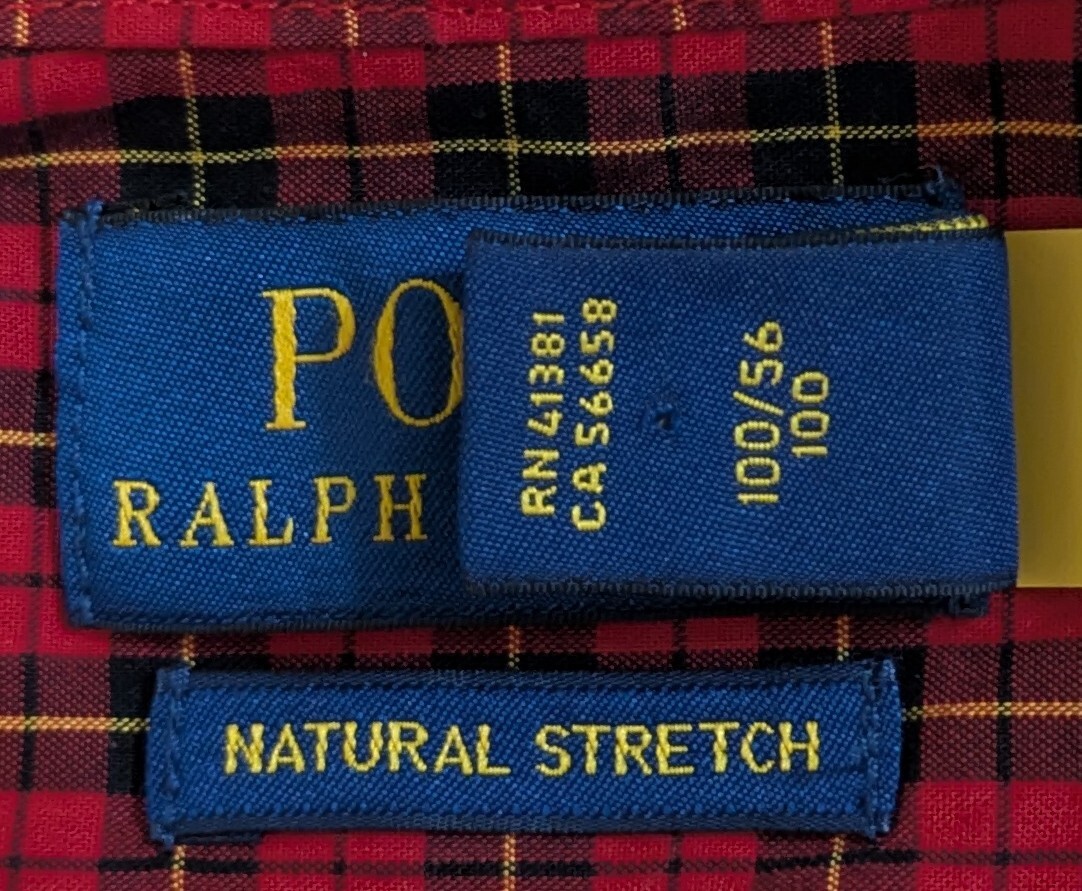 PO
RALPH
RN 41381
CA 56658
100/56
100
NATURAL STRETCH